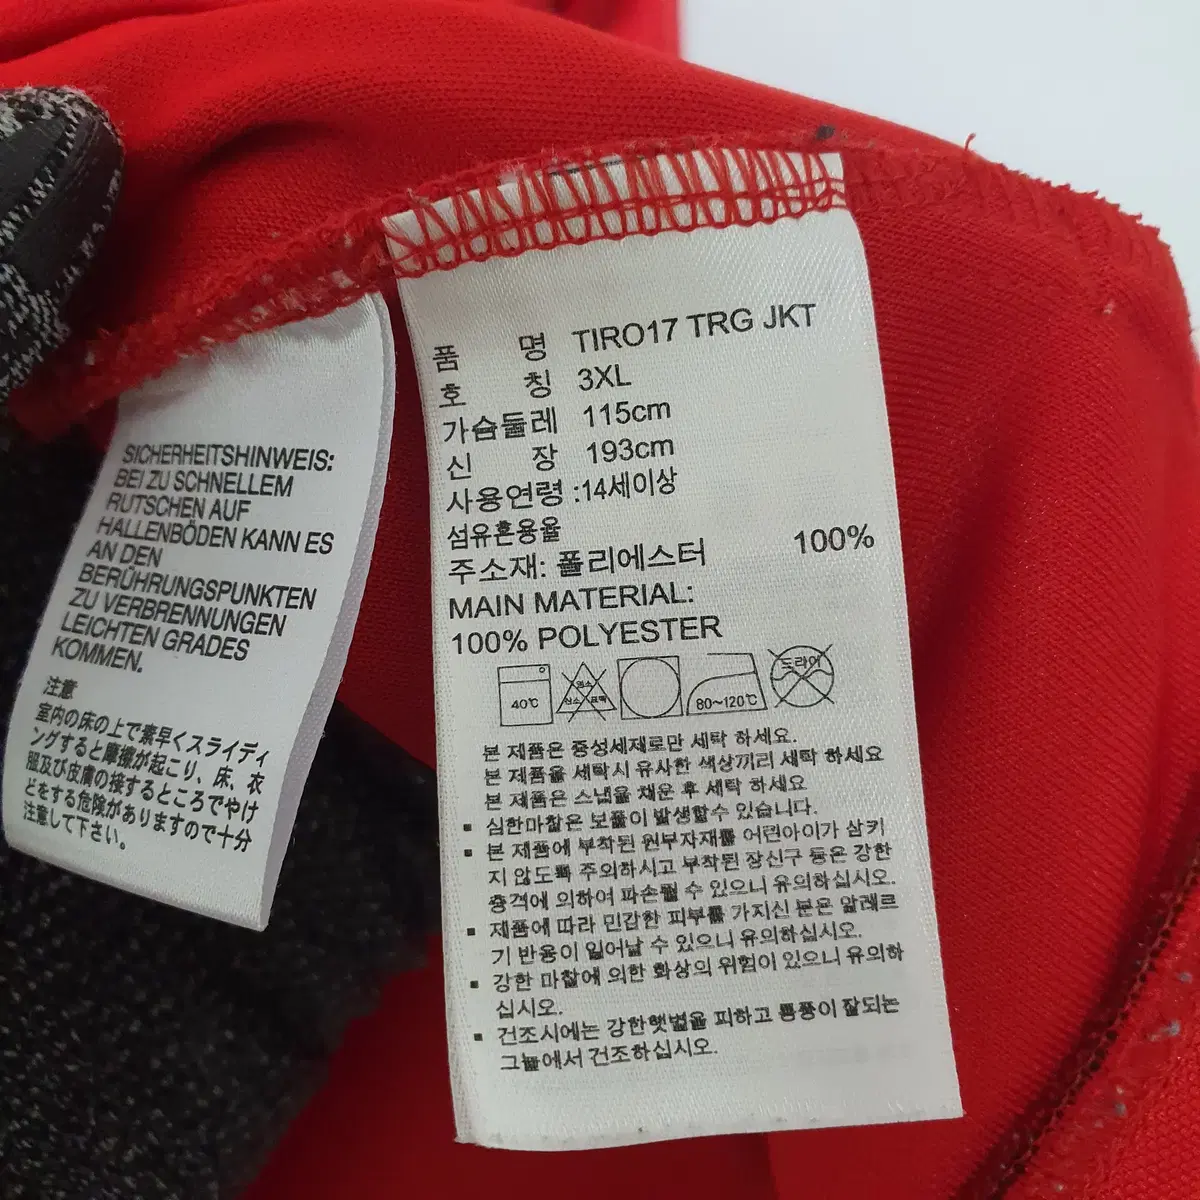 SICHERHEITSHINWEIS:
BEI ZU SCHNELLEM
RUTSCHEN AUF
HALLENBÖDEN KANN ES
AN DEN
BERÜHRUNGSPUNKTEN
ZU VERBRENNUNGEN
LEICHTEN GRADES
KOMMEN.
注意
室内の床の上で素早くスライディ
ングすると摩擦が起こり、床、衣
服及び皮膚の接するところでやけ
どをする危険がありますので十分
注意して下さい。
품 명 TIRO17 TRG JKT
호 칭 3XL
가슴둘레 115cm
신 장 193cm
사용연령 :14세이상
섬유혼용율
주소재: 폴리에스터 100%
MAIN MATERIAL:
100% POLYESTER
40℃ 염소 산소 표백 80~120℃ 도라이
본 제품은 중성세제로만 세탁 하세요.
본 제품을 세탁시 유사한 색상끼리 세탁 하세요
본 제품은 스냅을 채운 후 세탁 하세요
▪ 심한마찰은 보풀이 발생할수 있습니다.
▪ 본 제품에 부착된 원부자재를 어린아이가 삼키
지 않도록 주의하시고 부착된 장신구 등은 강한
충격에 의하여 파손될 수 있으니 유의하십시오.
▪ 제품에 따라 민감한 피부를 가지신 분은 알레르
기 반응이 일어날 수 있으니 유의하십시오.
▪ 강한 마찰에 의한 화상의 위험이 있으니 유의하
십시오.
▪ 건조시에는 강한햇볕을 피하고 통풍이 잘되는
그늘에서 건조하십시오.